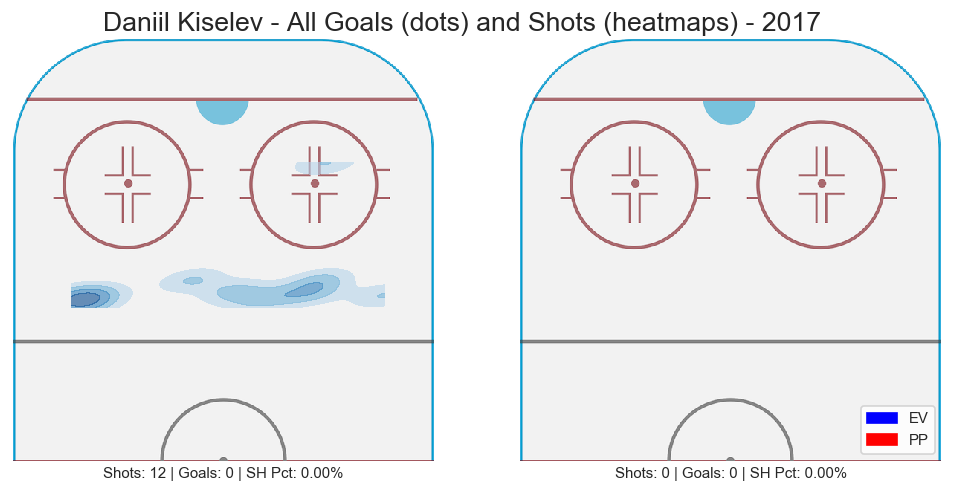 Daniil Kiselev - All Goals (dots) and Shots (heatmaps) - 2017
EV
PP
Shots: 12 | Goals: 0 | SH Pct: 0.00%
Shots: 0 | Goals: 0 | SH Pct: 0.00%